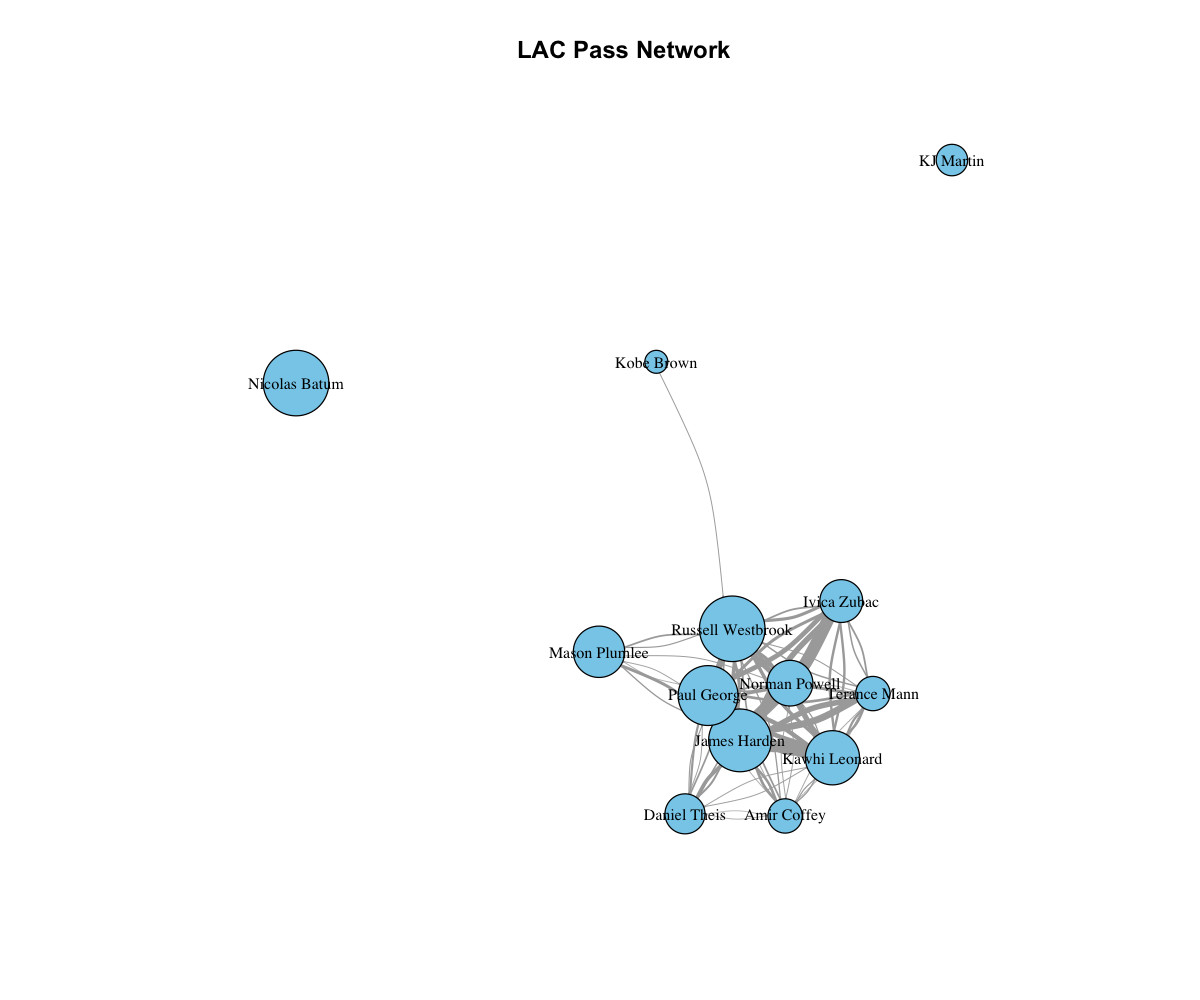 LAC Pass Network
KJ Martin
Kobe Brown
Nicolas Batum
Ivica Zubac
Russell Westbrook
Mason Plumlee
Norman Powell
Paul George
Terance Mann
James Harden
Kawhi Leonard
Daniel Theis
Amir Coffey